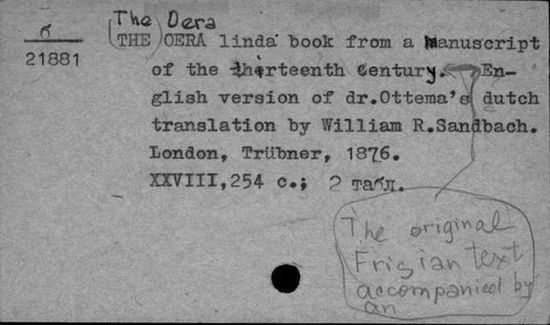 The Oera
б
21881
(THE)OERA linda book from a manuscript
of the thirteenth century. En-
glish version of dr.Ottema's dutch
translation by William R.Sandbach.
London, Trübner, 1876.
XXVIII,254 c.; 2 табл.
The original
Frisian text
accompanied by
an